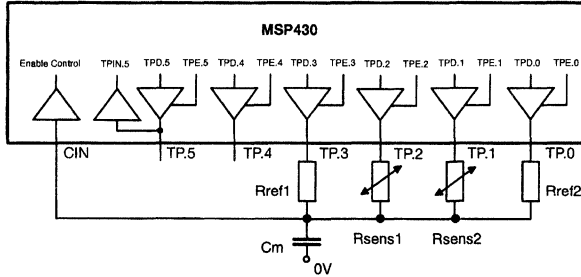 MSP430
Enable Control TPIN.5 TPD.5 TPE.5 TPD.4 TPE.4 TPD.3 TPE.3 TPD.2 TPE.2 TPD.1 TPE.1 TPD.0 TPE.0
CIN TP.5 TP.4 TP.3 TP.2 TP.1 TP.0
Rref1 Rref2
Rsens1 Rsens2
Cm
0V